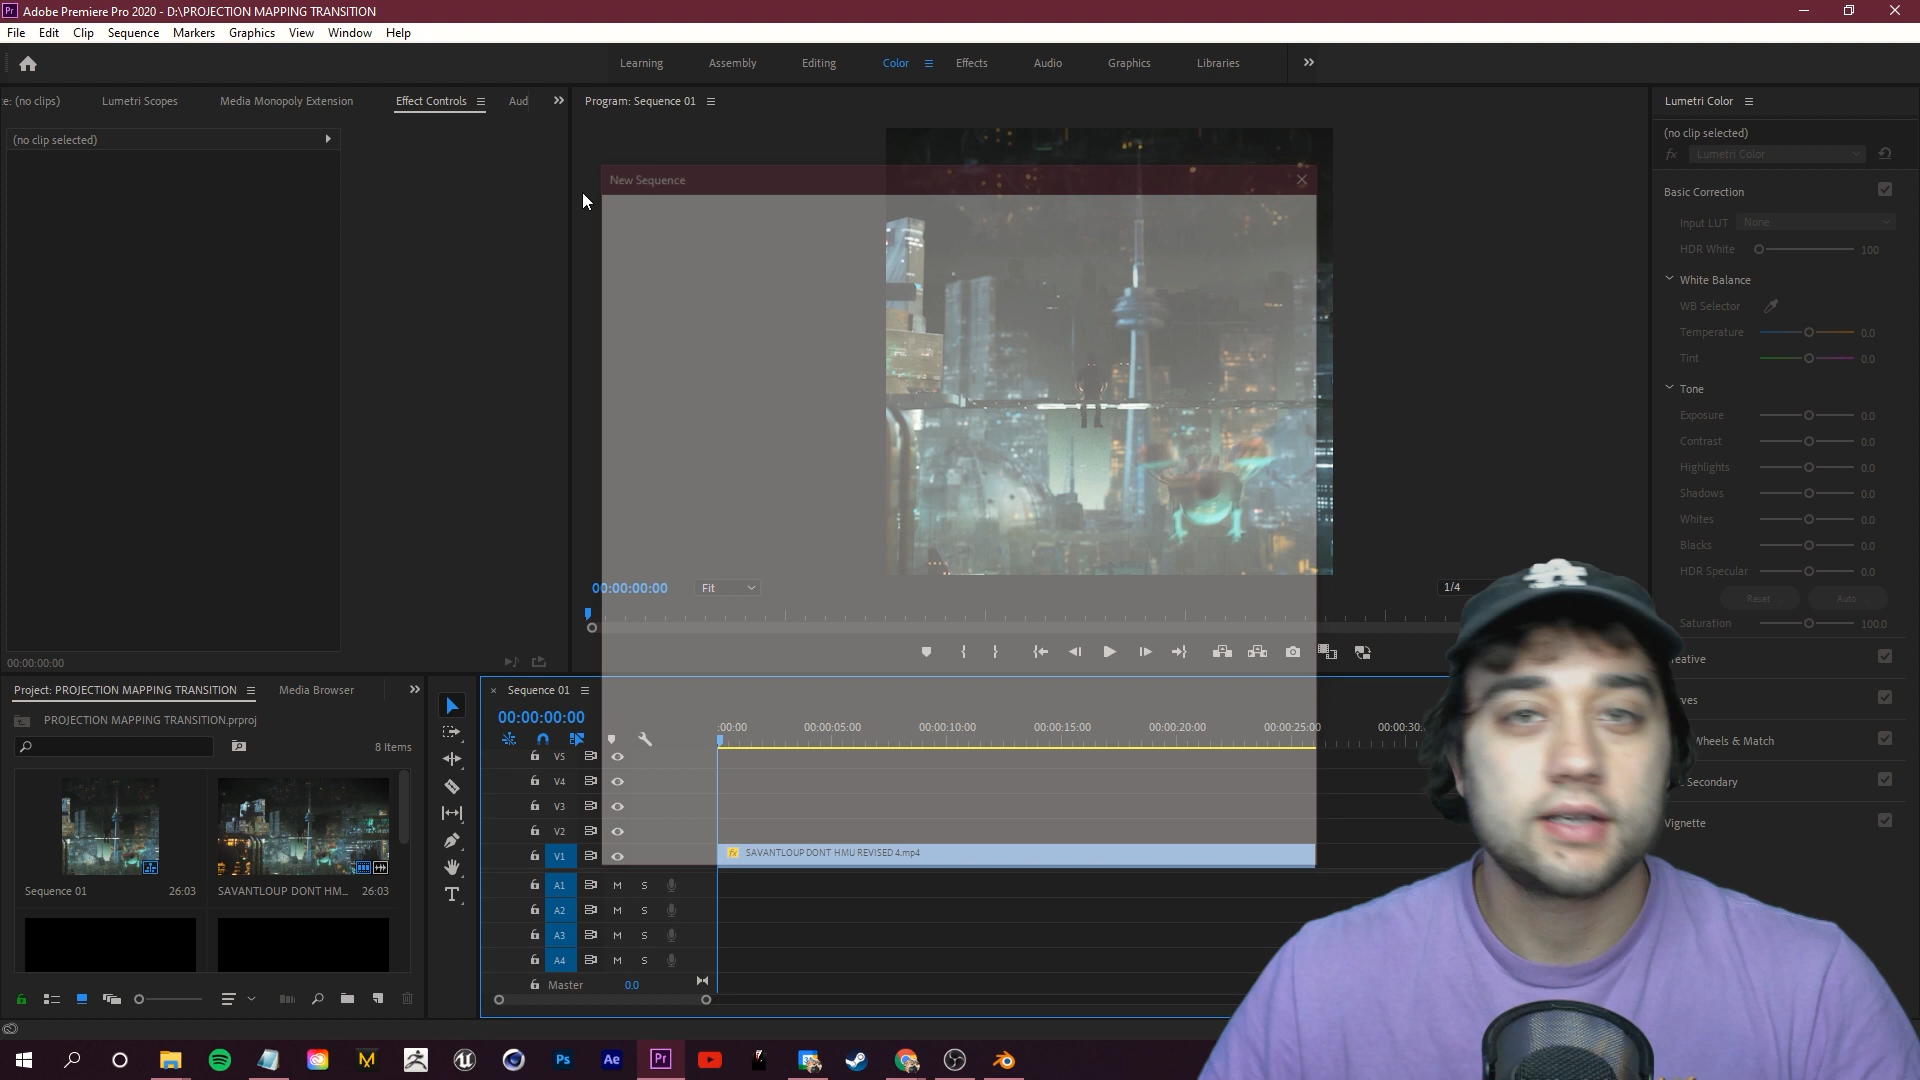 Pr Adobe Premiere Pro 2020 - D:\PROJECTION MAPPING TRANSITION
File Edit Clip Sequence Markers Graphics View Window Help
Learning Assembly Editing Color Effects Audio Graphics Libraries
e: (no clips) Lumetri Scopes Media Monopoly Extension Effect Controls Aud
Program: Sequence 01
Lumetri Color
(no clip selected)
(no clip selected)
fx Lumetri Color
New Sequence
Basic Correction
Input LUT None
HDR White 100
White Balance
WB Selector
Temperature 0.0
Tint 0.0
Tone
Exposure 0.0
Contrast 0.0
Highlights 0.0
Shadows 0.0
Whites 0.0
Blacks 0.0
HDR Specular 0.0
Reset Auto
Saturation 100.0
eative
ves
Wheels & Match
Secondary
Vignette
00:00:00:00 Fit 1/4
00:00:00:00
Project: PROJECTION MAPPING TRANSITION Media Browser
PROJECTION MAPPING TRANSITION.prproj
8 Items
Sequence 01 26:03
SAVANTLOUP DONT HM... 26:03
× Sequence 01
00:00:00:00
:00:00 00:00:05:00 00:00:10:00 00:00:15:00 00:00:20:00 00:00:25:00 00:00:30:
V5
V4
V3
V2
V1 fx SAVANTLOUP DONT HMU REVISED 4.mp4
A1 M S
A2 M S
A3 M S
A4 M S
Master 0.0
T
Ps Ae Pr